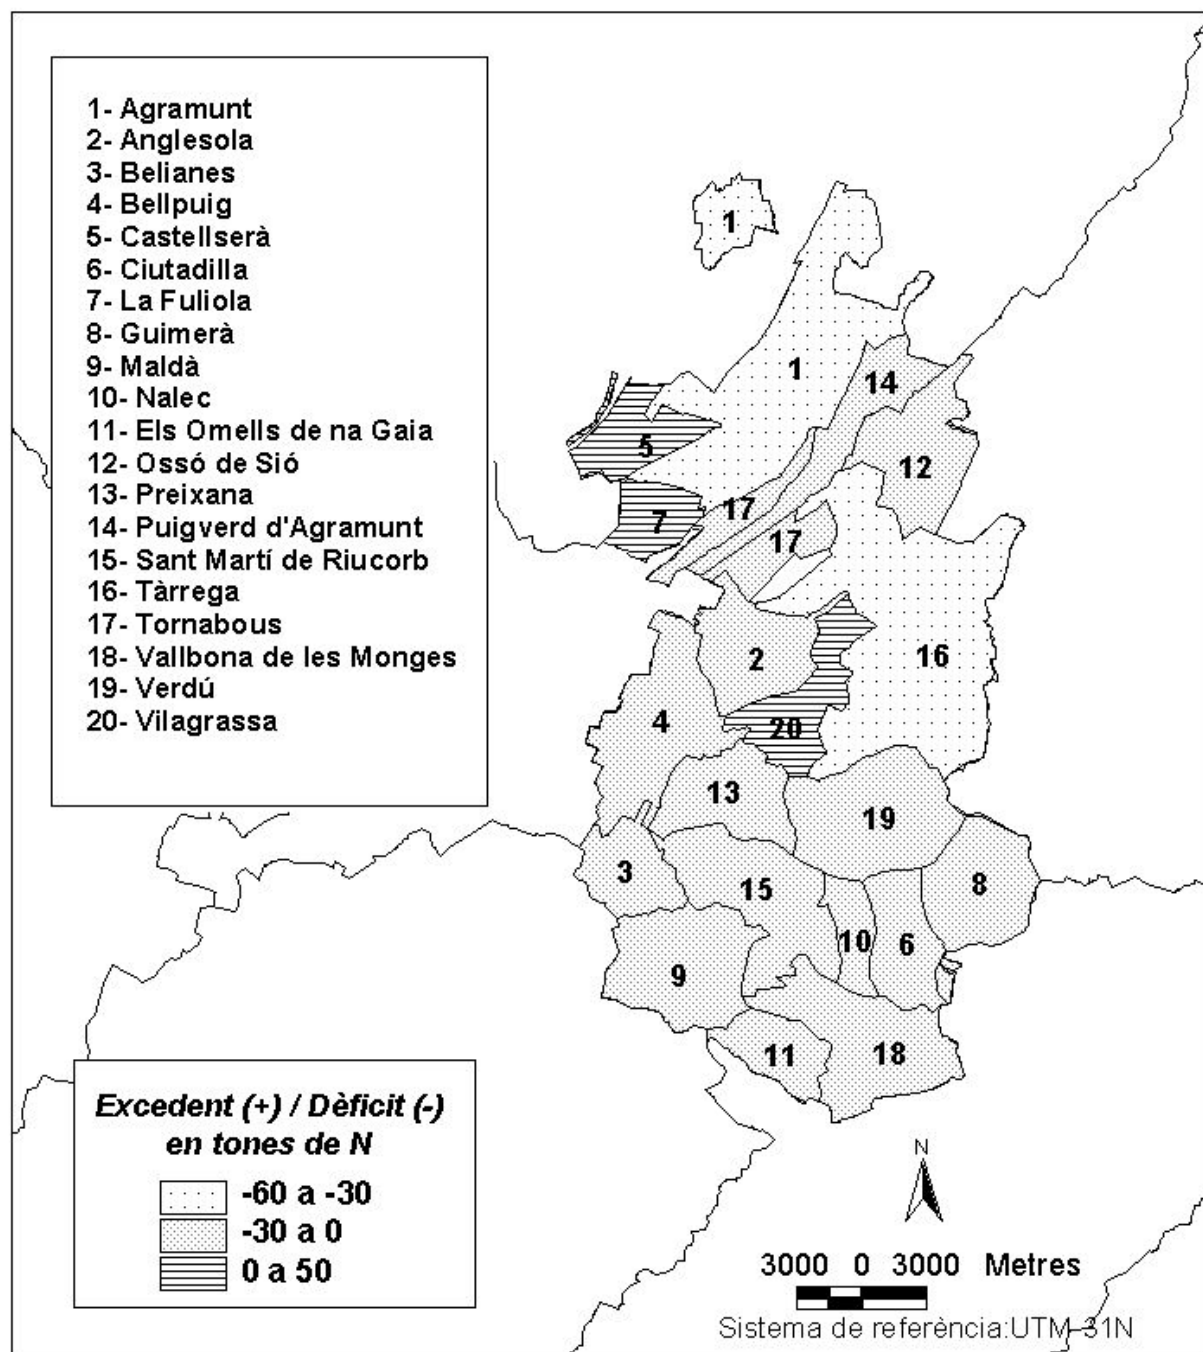 1- Agramunt
2- Anglesola
3- Belianes
4- Bellpuig
5- Castellserà
6- Ciutadilla
7- La Fuliola
8- Guimerà
9- Maldà
10- Nalec
11- Els Omells de na Gaia
12- Ossó de Sió
13- Preixana
14- Puigverd d'Agramunt
15- Sant Martí de Riucorb
16- Tàrrega
17- Tornabous
18- Vallbona de les Monges
19- Verdú
20- Vilagrassa
1
1
14
5
12
17
7
17
2
16
4
20
13
19
3
15
8
10
6
9
11
18
Excedent (+) / Dèficit (-)
en tones de N
-60 a -30
-30 a 0
0 a 50
N
3000 0 3000 Metres
Sistema de referència:UTM-31N